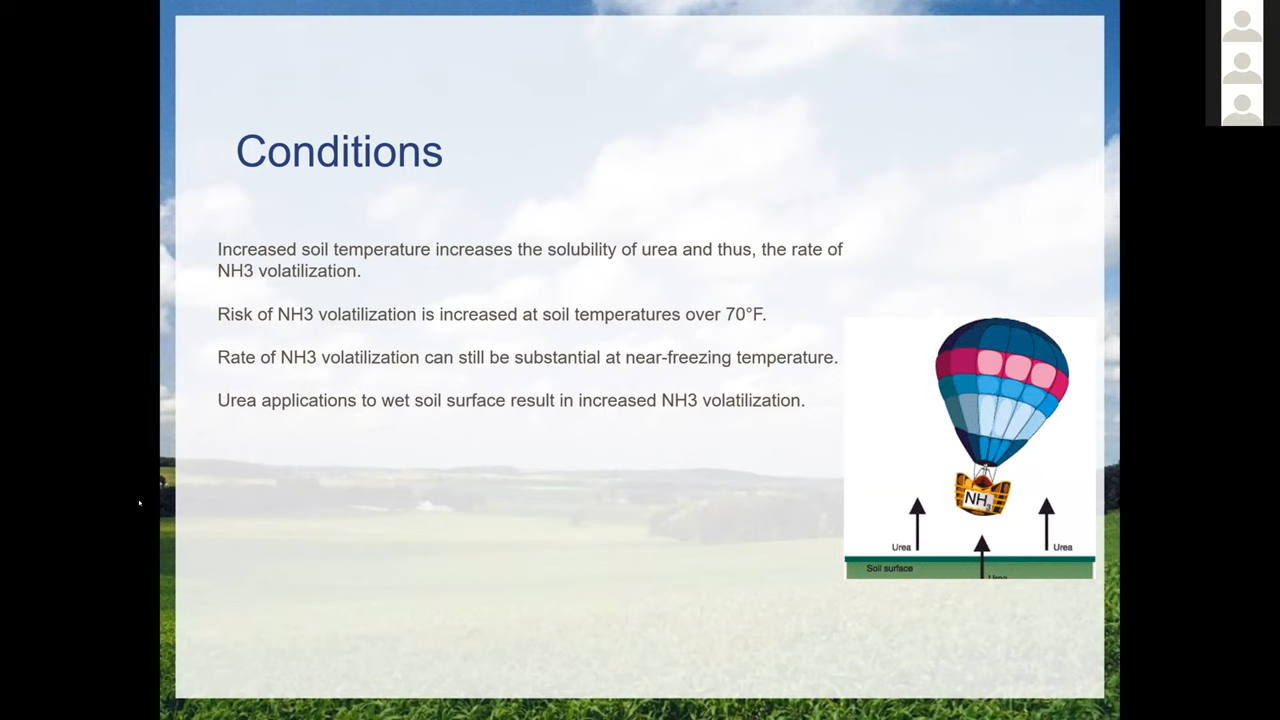 Conditions
Increased soil temperature increases the solubility of urea and thus, the rate of
NH3 volatilization.
Risk of NH3 volatilization is increased at soil temperatures over 70°F.
Rate of NH3 volatilization can still be substantial at near-freezing temperature.
Urea applications to wet soil surface result in increased NH3 volatilization.
NH3
Urea
Urea
Soil surface
Urea